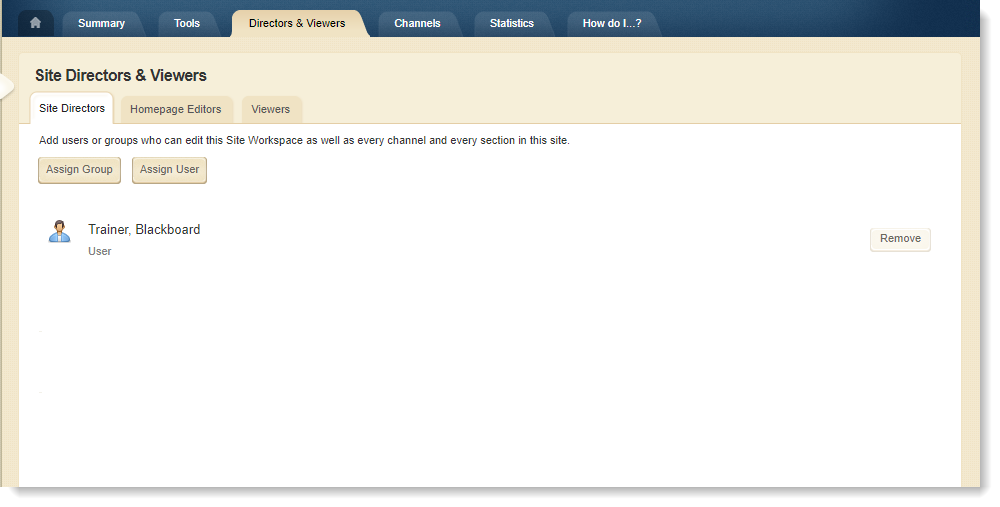 Summary Tools Directors & Viewers Channels Statistics How do I...?
Site Directors & Viewers
Site Directors Homepage Editors Viewers
Add users or groups who can edit this Site Workspace as well as every channel and every section in this site.
Assign Group Assign User
Trainer, Blackboard
User
Remove